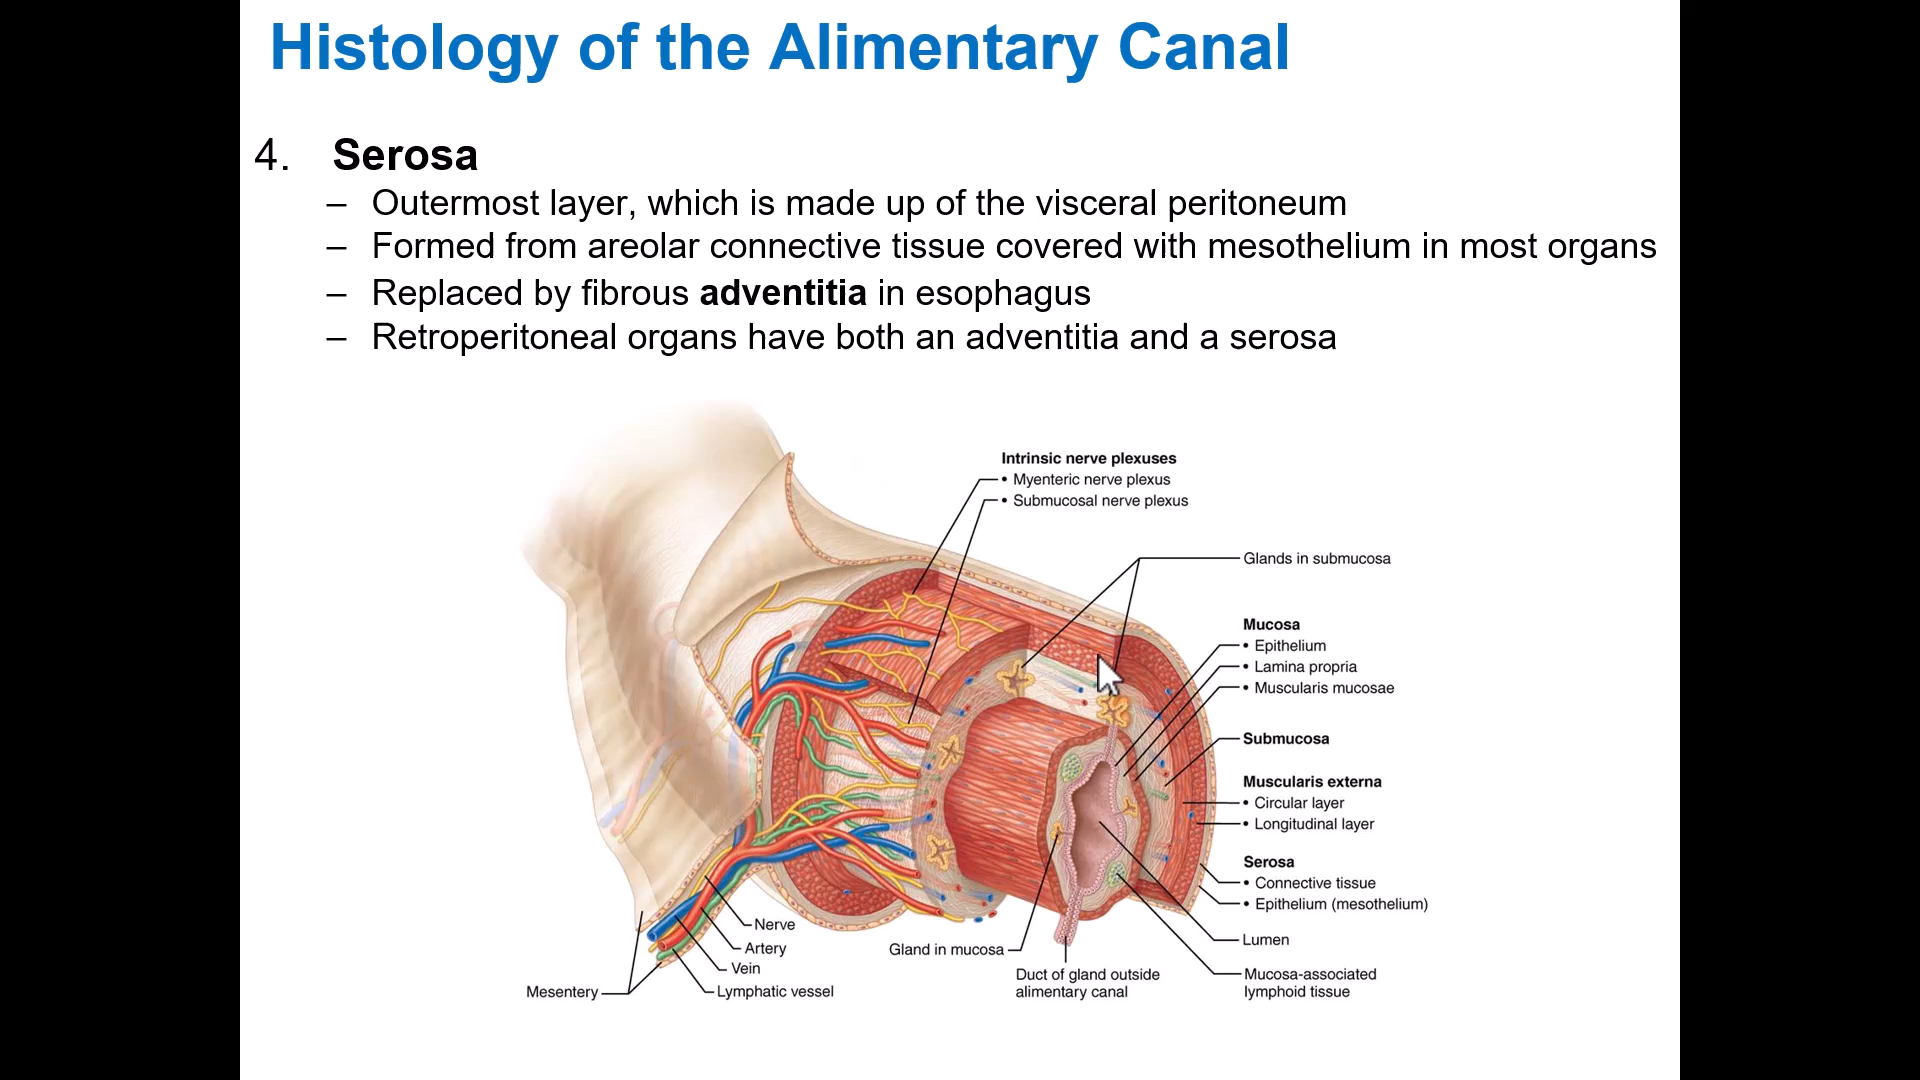 Histology of the Alimentary Canal
4. Serosa
– Outermost layer, which is made up of the visceral peritoneum
– Formed from areolar connective tissue covered with mesothelium in most organs
– Replaced by fibrous adventitia in esophagus
– Retroperitoneal organs have both an adventitia and a serosa
Intrinsic nerve plexuses
• Myenteric nerve plexus
• Submucosal nerve plexus
Glands in submucosa
Mucosa
• Epithelium
• Lamina propria
• Muscularis mucosae
Submucosa
Muscularis externa
• Circular layer
• Longitudinal layer
Serosa
• Connective tissue
• Epithelium (mesothelium)
Lumen
Mucosa-associated
lymphoid tissue
Nerve
Artery
Vein
Lymphatic vessel
Mesentery
Gland in mucosa
Duct of gland outside
alimentary canal